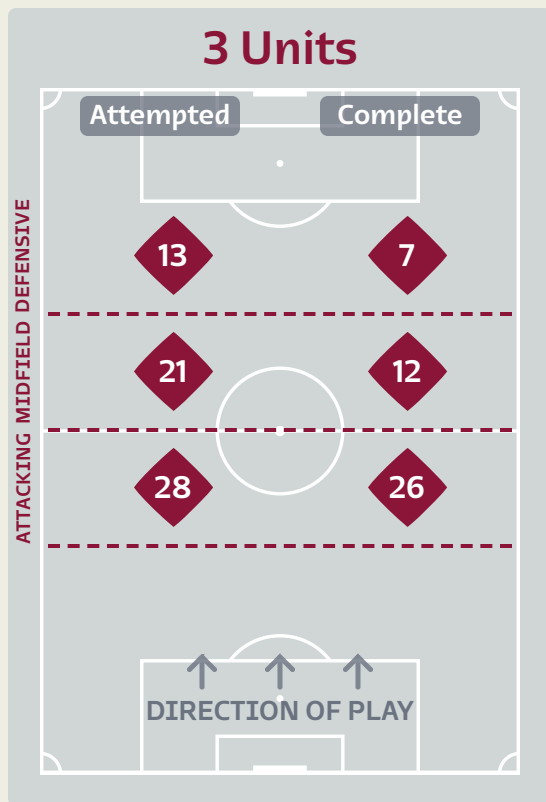 3 Units
Attempted Complete
ATTACKING MIDFIELD DEFENSIVE
13 7
21 12
28 26
DIRECTION OF PLAY